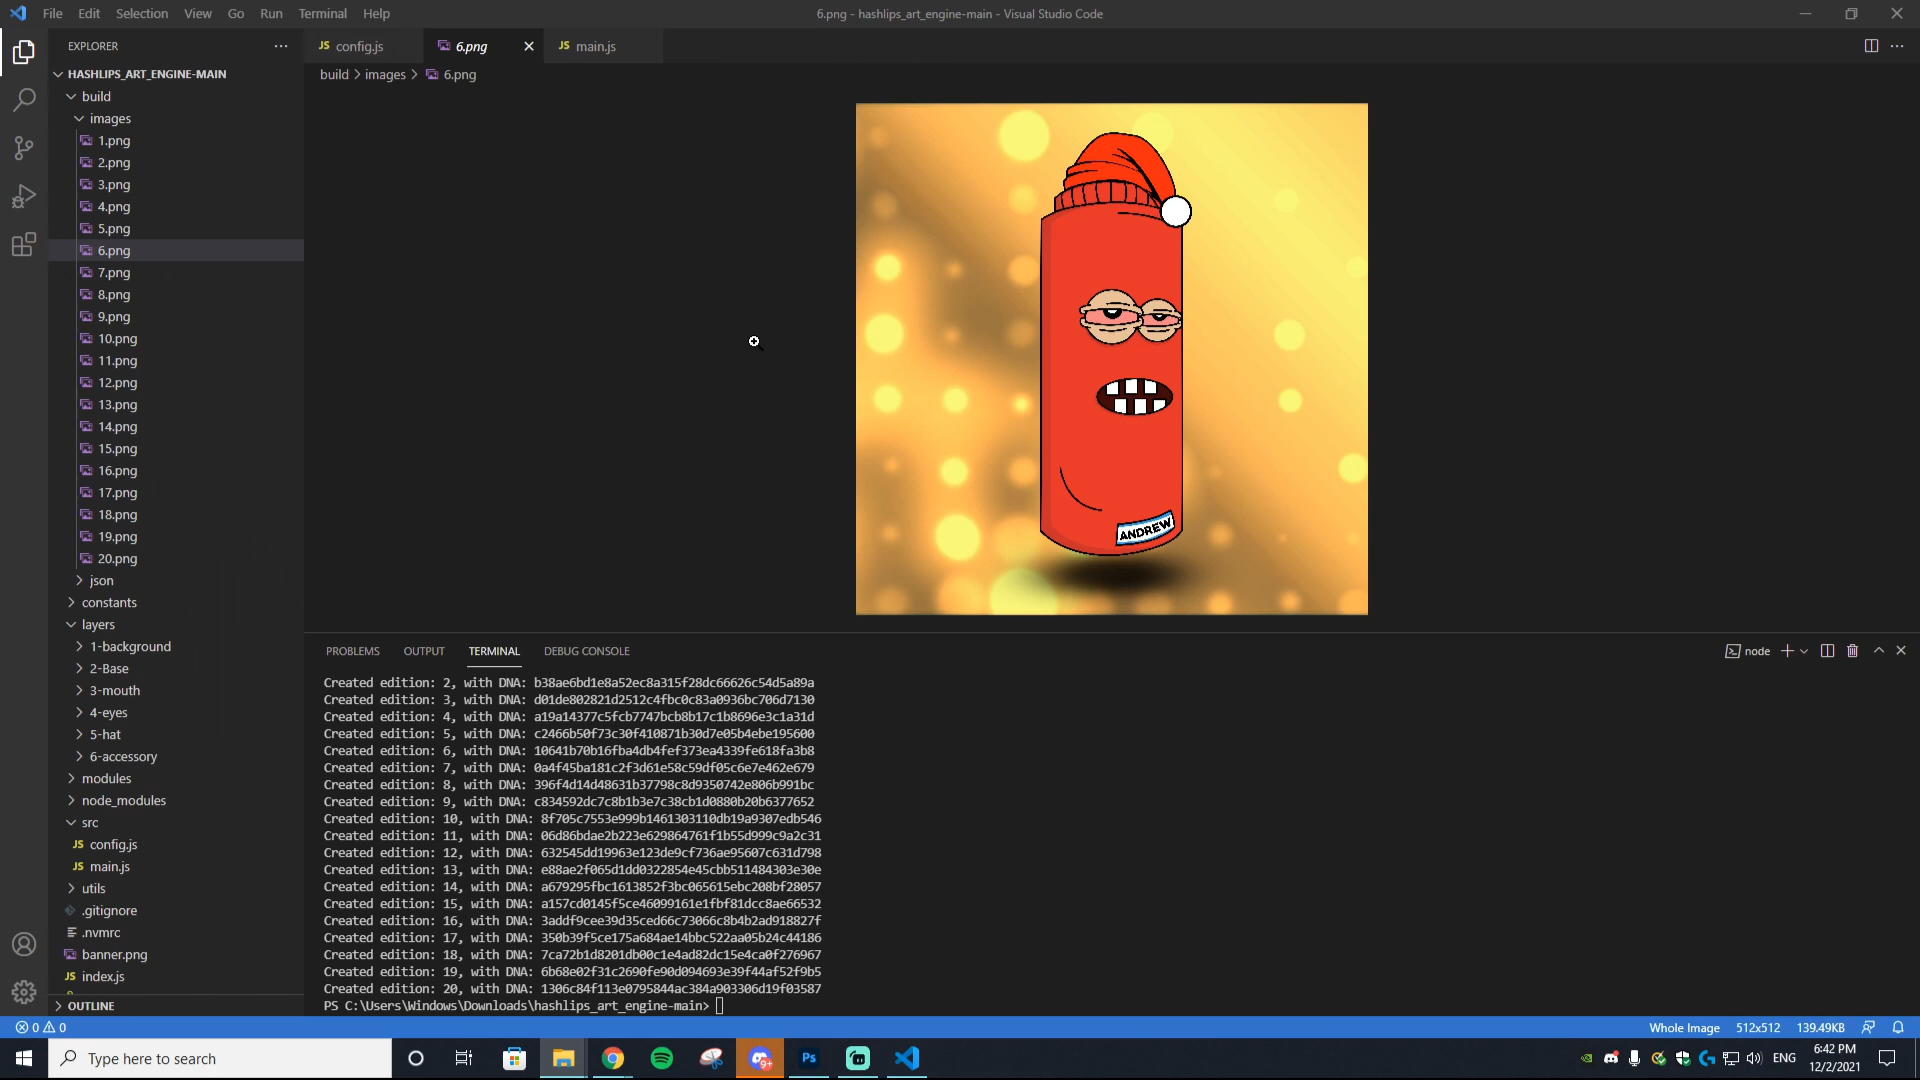 File Edit Selection View Go Run Terminal Help
6.png - hashlips_art_engine-main - Visual Studio Code
EXPLORER
JS config.js
6.png
JS main.js
HASHLIPS_ART_ENGINE-MAIN
build > images > 6.png
build
images
1.png
2.png
3.png
4.png
5.png
6.png
7.png
8.png
9.png
10.png
11.png
12.png
13.png
14.png
15.png
16.png
17.png
18.png
19.png
20.png
json
constants
layers
1-background
2-Base
3-mouth
4-eyes
5-hat
6-accessory
modules
node_modules
src
JS config.js
JS main.js
utils
.gitignore
.nvmrc
banner.png
JS index.js
OUTLINE
ANDREW
PROBLEMS OUTPUT TERMINAL DEBUG CONSOLE
node
Created edition: 2, with DNA: b38ae6bd1e8a52ec8a315f28dc66626c54d5a89a
Created edition: 3, with DNA: d01de802821d2512c4fbc0c83a0936bc706d7130
Created edition: 4, with DNA: a19a14377c5fcb7747bcb8b17c1b8696e3c1a31d
Created edition: 5, with DNA: c2466b50f73c30f410871b30d7e05b4ebe195600
Created edition: 6, with DNA: 10641b70b16fba4db4fef373ea4339fe618fa3b8
Created edition: 7, with DNA: 0a4f45ba181c2f3d61e58c59df05c6e7e462e679
Created edition: 8, with DNA: 396f4d14d48631b37798c8d9350742e806b991bc
Created edition: 9, with DNA: c834592dc7c8b1b3e7c38cb1d0880b20b6377652
Created edition: 10, with DNA: 8f705c7553e999b1461303110db19a9307edb546
Created edition: 11, with DNA: 06d86bdae2b223e629864761f1b55d999c9a2c31
Created edition: 12, with DNA: 632545dd19963e123de9cf736ae95607c631d798
Created edition: 13, with DNA: e88ae2f065d1dd0322854e45cbb511484303e30e
Created edition: 14, with DNA: a679295fbc1613852f3bc065615ebc208bf28057
Created edition: 15, with DNA: a157cd0145f5ce46099161e1fbf81dcc8ae66532
Created edition: 16, with DNA: 3addf9cee39d35ced66c73066c8b4b2ad918827f
Created edition: 17, with DNA: 350b39f5ce175a684ae14bbc522aa05b24c44186
Created edition: 18, with DNA: 7ca72b1d8201db00c1e4ad82dc15e4ca0f276967
Created edition: 19, with DNA: 6b68e02f31c2690fe90d094693e39f44af52f9b5
Created edition: 20, with DNA: 1306c84f113e0795844ac384a903306d19f03587
PS C:\Users\Windows\Downloads\hashlips_art_engine-main>
0 0
Whole Image 512x512 139.49KB
Type here to search
9+
Ps
ENG
6:42 PM
12/2/2021